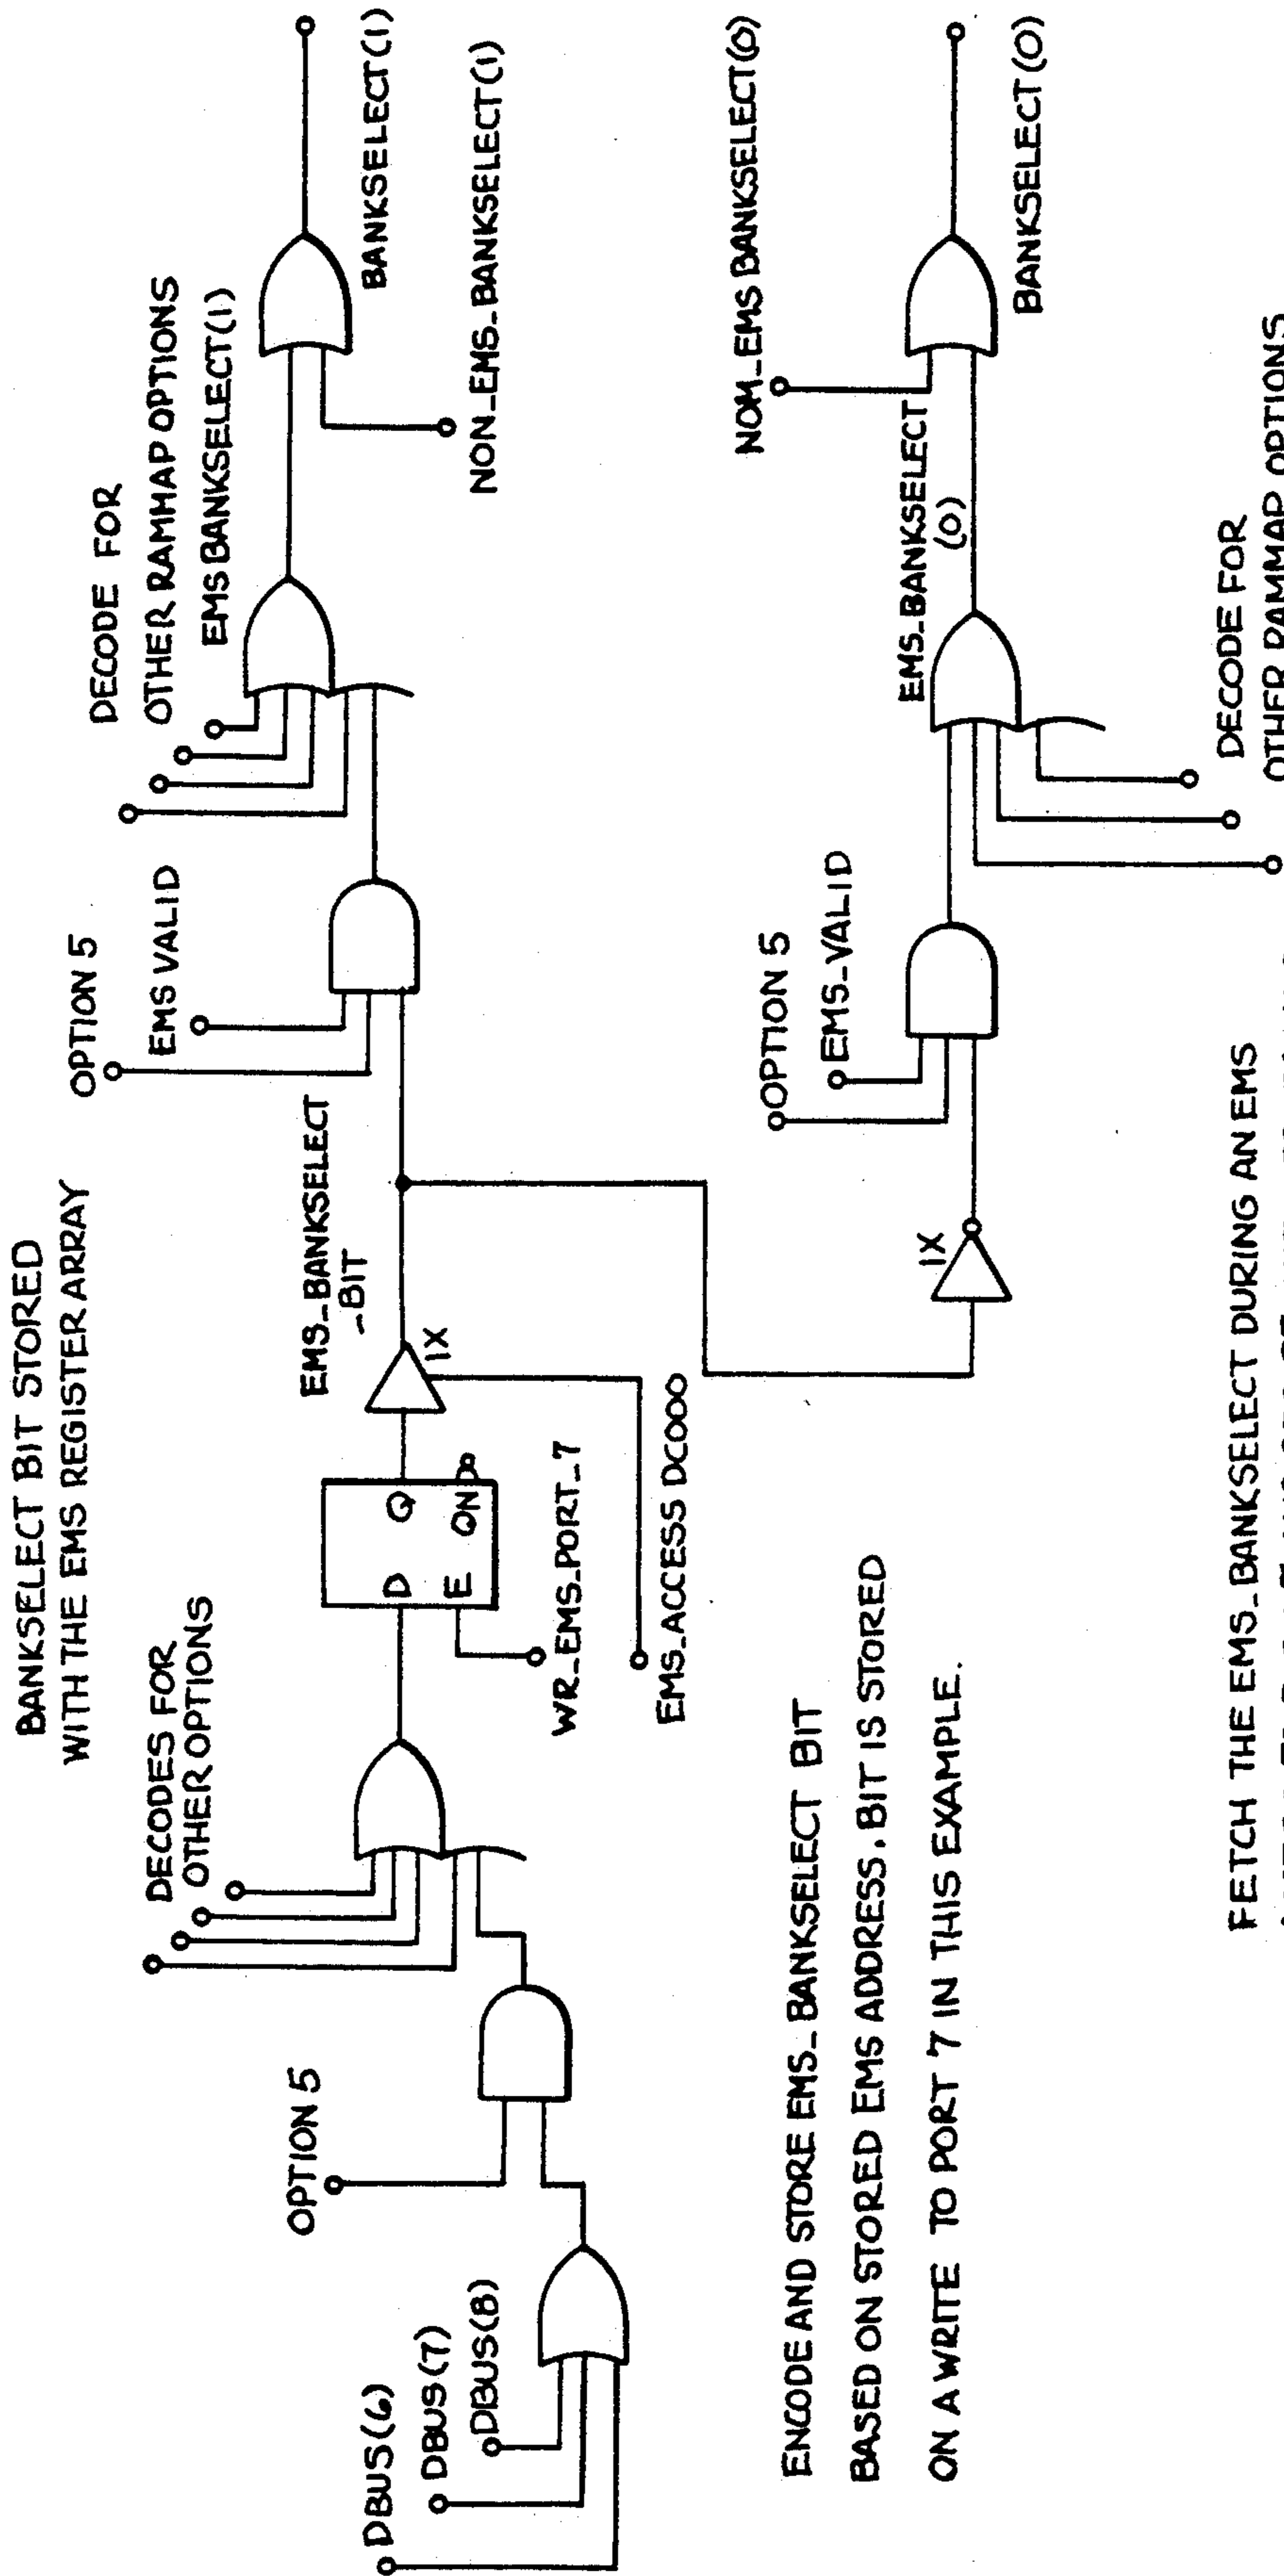 BANKSELECT BIT STORED
WITH THE EMS REGISTER ARRAY
DBUS(6)
DBUS(7)
DBUS(8)
OPTION 5
DECODES FOR
OTHER OPTIONS
D
E
Q
QN
WR_EMS_PORT_7
EMS_ACCESS DC000
1X
EMS_BANKSELECT
_BIT
OPTION 5
EMS VALID
DECODE FOR
OTHER RAMMAP OPTIONS
EMS BANKSELECT(1)
BANKSELECT(1)
NON_EMS_BANKSELECT(1)
1X
OPTION 5
EMS_VALID
EMS_BANKSELECT
(0)
NOM_EMS BANKSELECT(0)
BANKSELECT(0)
DECODE FOR
OTHER RAMMAP OPTIONS
ENCODE AND STORE EMS_BANKSELECT BIT
BASED ON STORED EMS ADDRESS. BIT IS STORED
ON A WRITE TO PORT 7 IN THIS EXAMPLE.
FETCH THE EMS_BANKSELECT DURING AN EMS